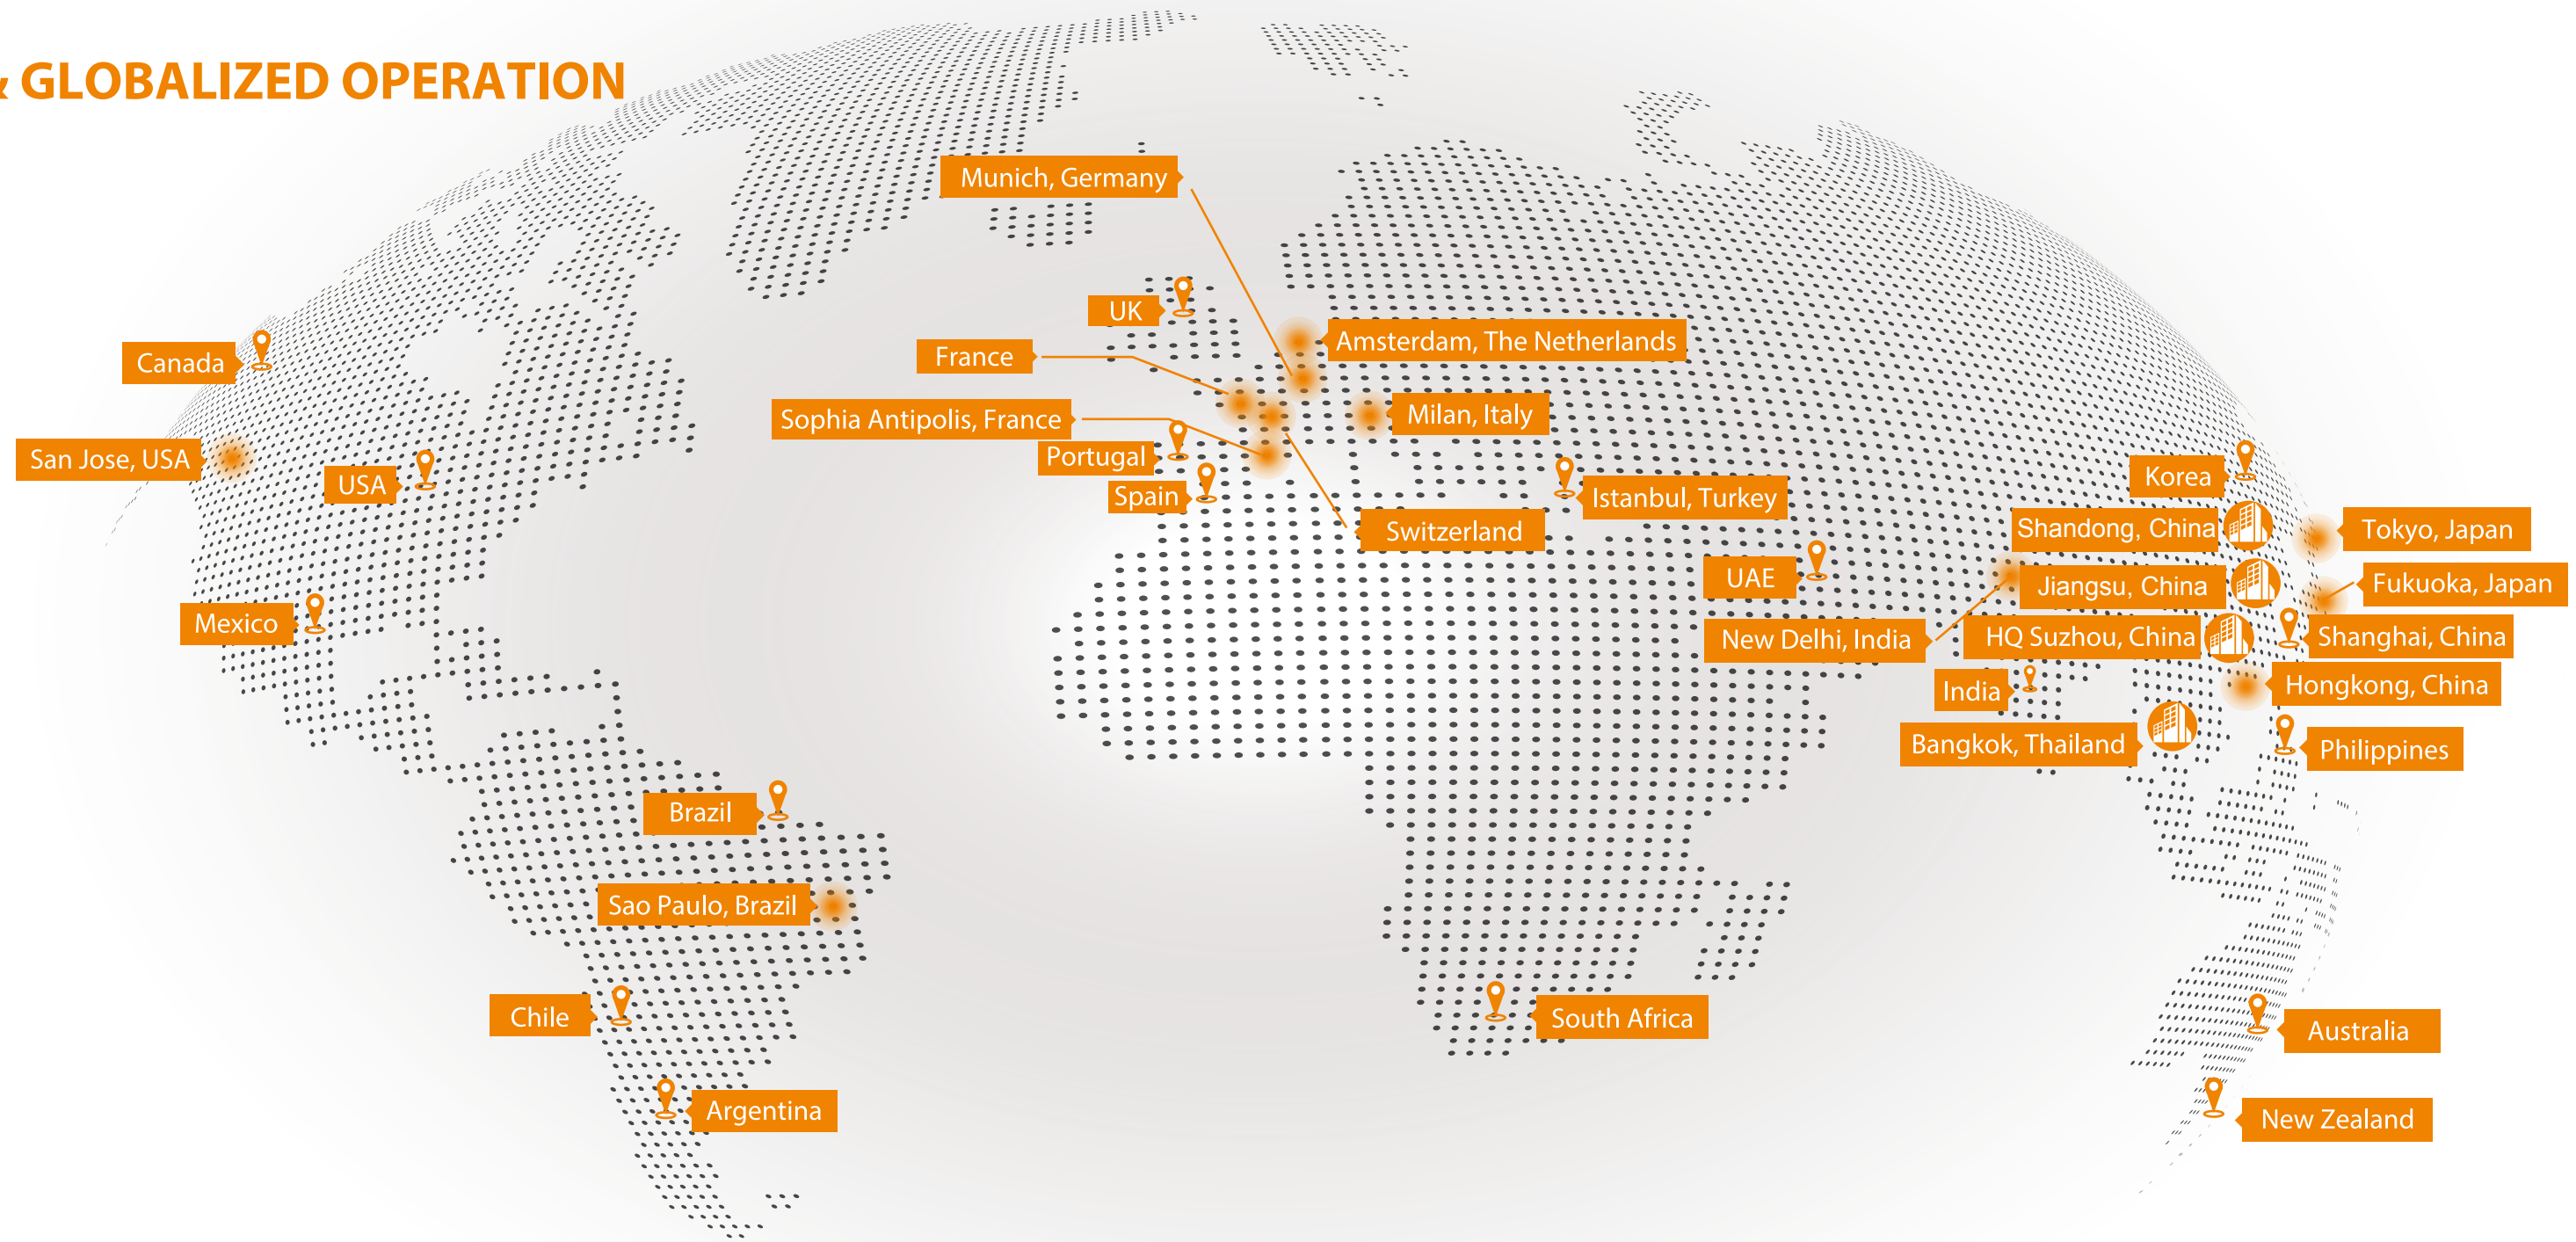 & GLOBALIZED OPERATION
Munich, Germany
UK
France
Amsterdam, The Netherlands
Canada
Sophia Antipolis, France
Milan, Italy
San Jose, USA
Portugal
USA
Spain
Istanbul, Turkey
Korea
Switzerland
Shandong, China
Tokyo, Japan
UAE
Jiangsu, China
Fukuoka, Japan
Mexico
New Delhi, India
HQ Suzhou, China
Shanghai, China
India
Hongkong, China
Bangkok, Thailand
Philippines
Brazil
Sao Paulo, Brazil
Chile
South Africa
Australia
Argentina
New Zealand